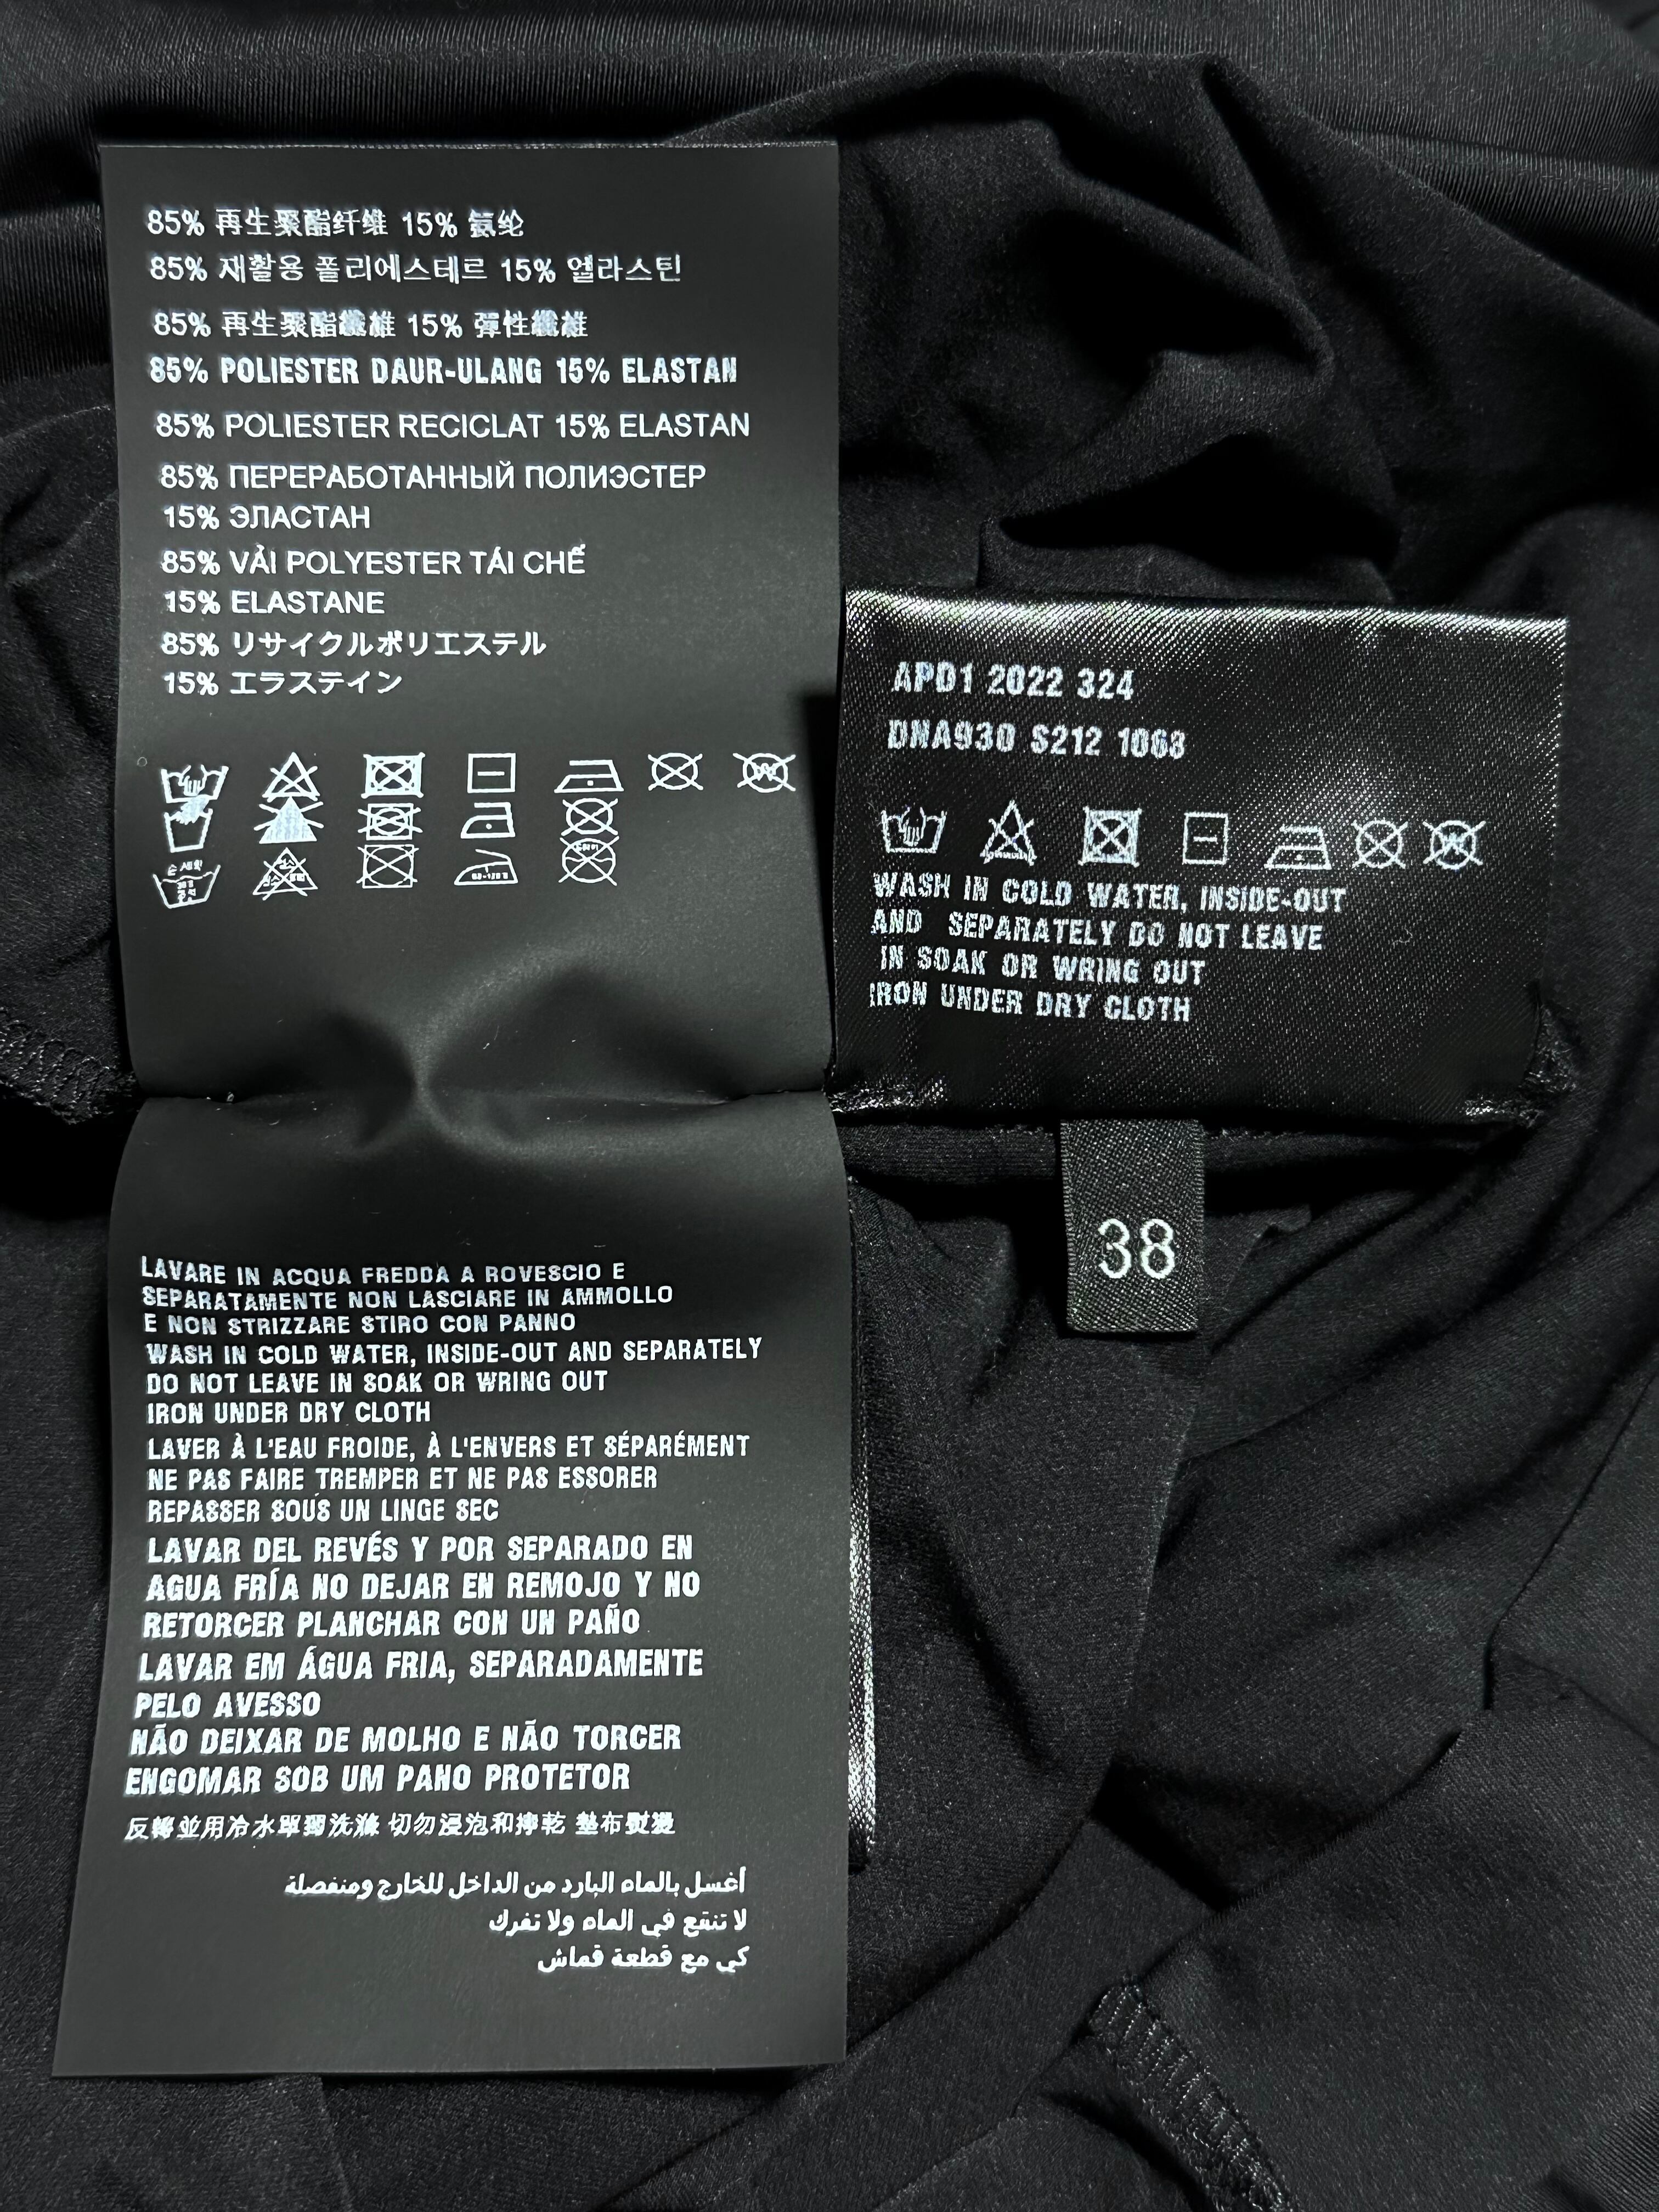 85% 再生聚酯纤维 15% 氨纶
85% 재활용 폴리에스테르 15% 엘라스틴
85% 再生聚酯纖維 15% 彈性纖維
85% POLIESTER DAUR-ULANG 15% ELASTAN
85% POLIESTER RECICLAT 15% ELASTAN
85% ПЕРЕРАБОТАННЫЙ ПОЛИЭСТЕР
15% ЭЛАСТАН
85% VẢI POLYESTER TÁI CHẾ
15% ELASTANE
85% リサイクルポリエステル
15% エラステイン
W
LAVARE IN ACQUA FREDDA A ROVESCIO E
SEPARATAMENTE NON LASCIARE IN AMMOLLO
E NON STRIZZARE STIRO CON PANNO
WASH IN COLD WATER, INSIDE-OUT AND SEPARATELY
DO NOT LEAVE IN SOAK OR WRING OUT
IRON UNDER DRY CLOTH
LAVER À L'EAU FROIDE, À L'ENVERS ET SÉPARÉMENT
NE PAS FAIRE TREMPER ET NE PAS ESSORER
REPASSER SOUS UN LINGE SEC
LAVAR DEL REVÉS Y POR SEPARADO EN
AGUA FRÍA NO DEJAR EN REMOJO Y NO
RETORCER PLANCHAR CON UN PAÑO
LAVAR EM ÁGUA FRIA, SEPARADAMENTE
PELO AVESSO
NÃO DEIXAR DE MOLHO E NÃO TORCER
ENGOMAR SOB UM PANO PROTETOR
反轉並用冷水單獨洗滌 切勿浸泡和擰乾 墊布熨燙
أغسل بالماء البارد من الداخل للخارج ومنفصلة
لا تنقع في الماء ولا تفرك
كي مع قطعة قماش
APD1 2022 324
DNA930 S212 1068
W
WASH IN COLD WATER, INSIDE-OUT
AND SEPARATELY DO NOT LEAVE
IN SOAK OR WRING OUT
IRON UNDER DRY CLOTH
38